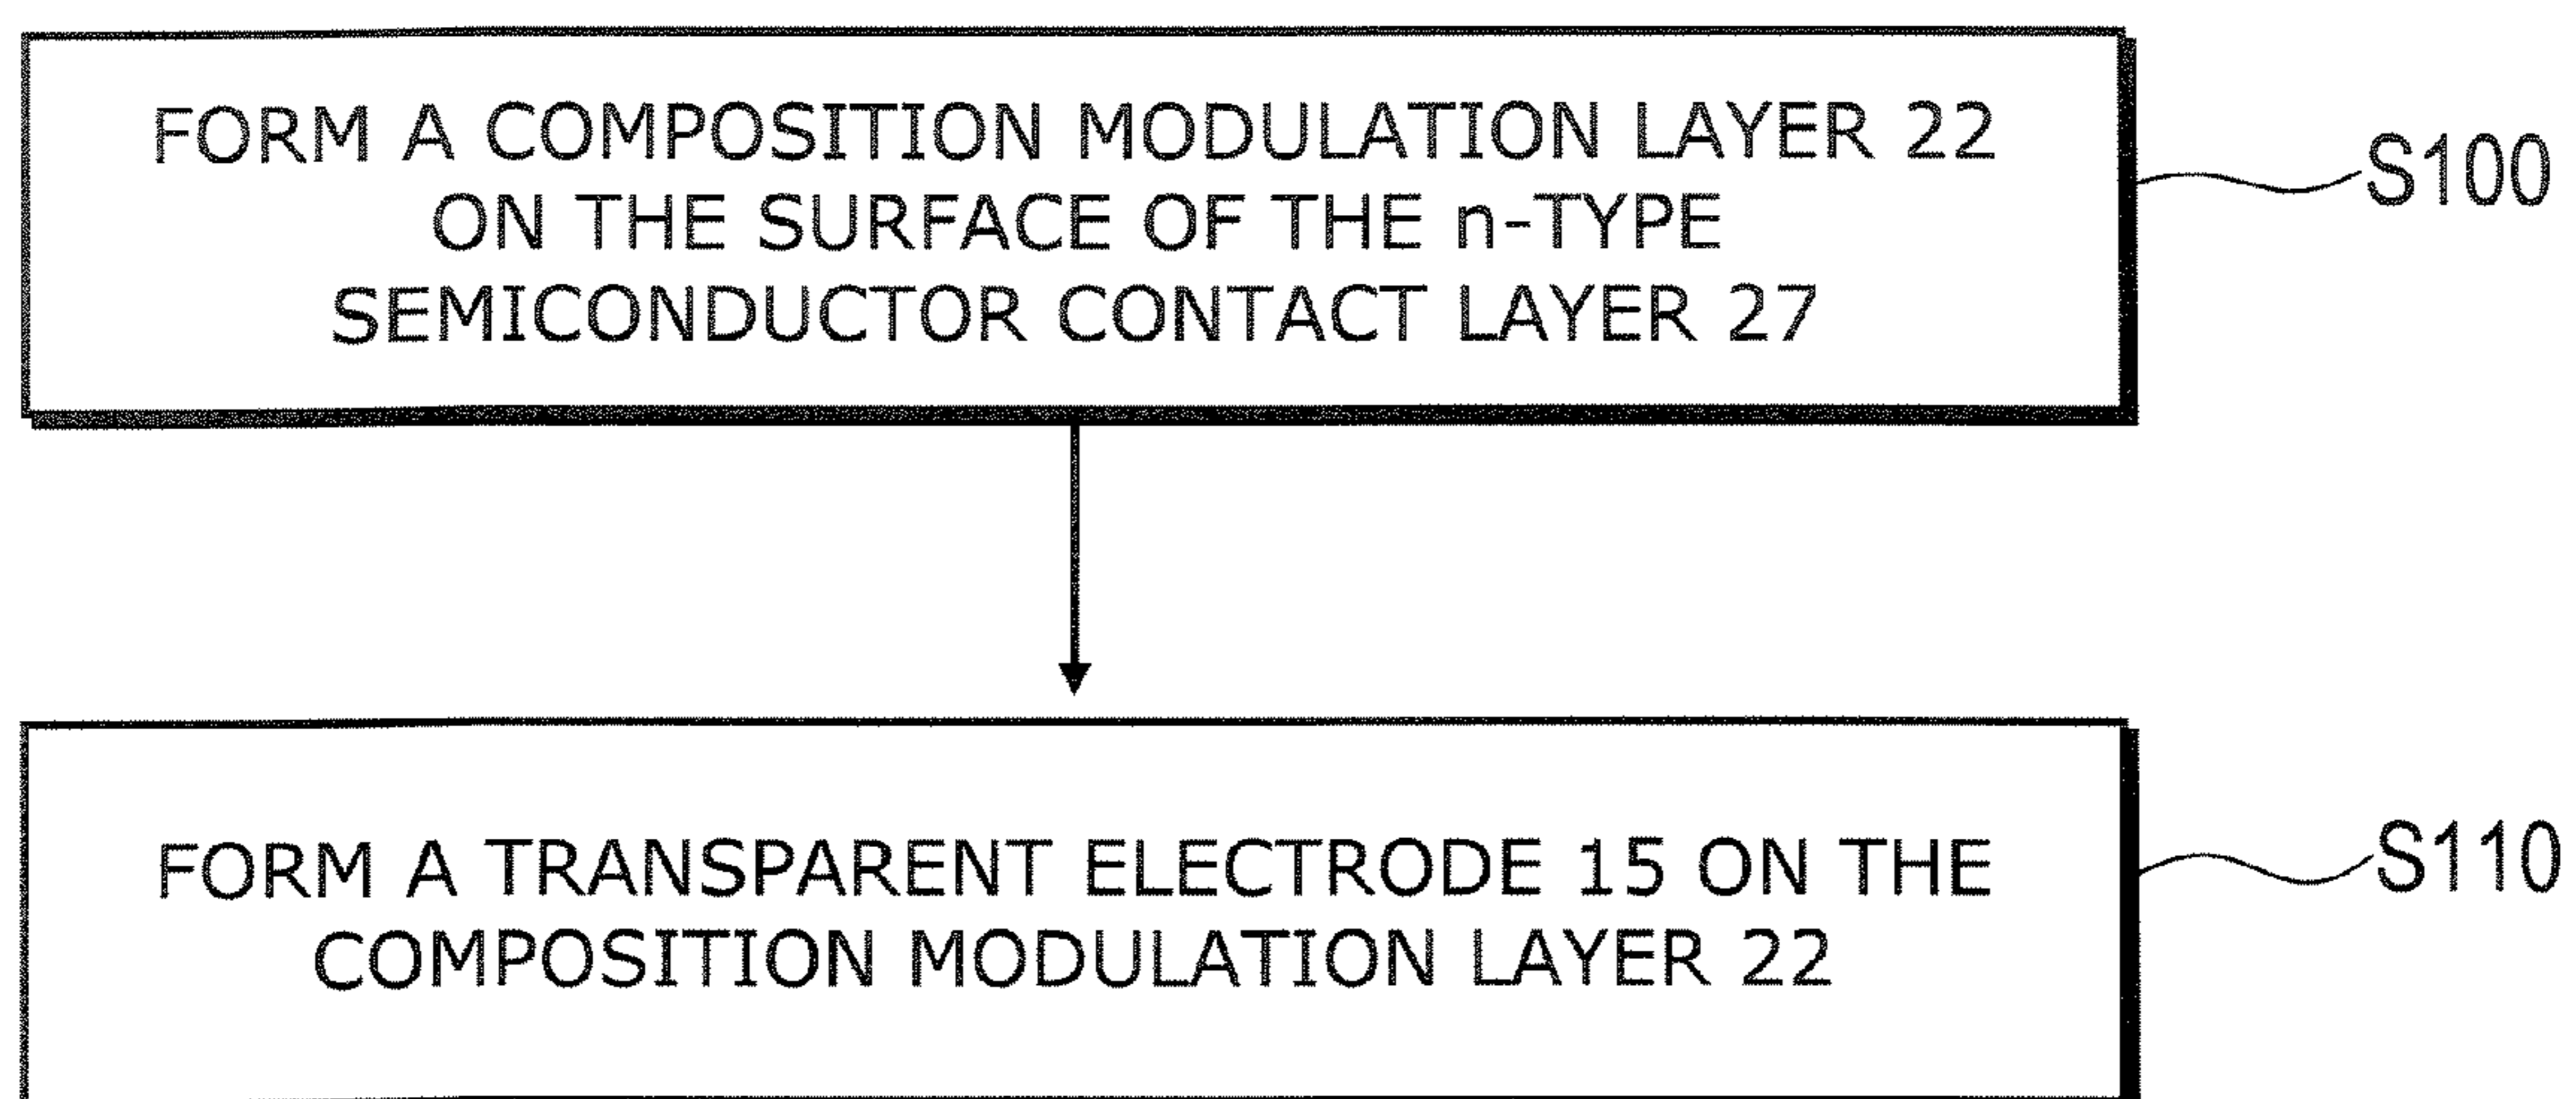 FORM A COMPOSITION MODULATION LAYER 22
ON THE SURFACE OF THE n-TYPE
SEMICONDUCTOR CONTACT LAYER 27
S100
FORM A TRANSPARENT ELECTRODE 15 ON THE
COMPOSITION MODULATION LAYER 22
S110